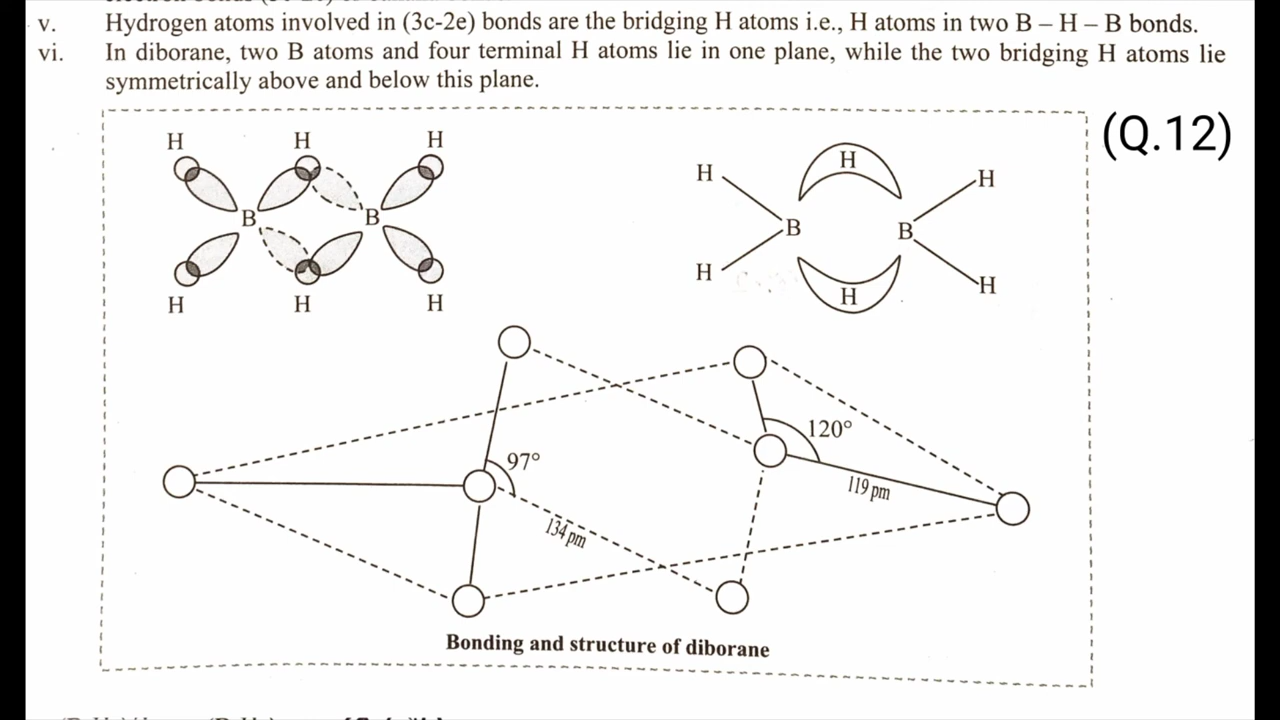 v. Hydrogen atoms involved in (3c-2e) bonds are the bridging H atoms i.e., H atoms in two B – H – B bonds.
vi. In diborane, two B atoms and four terminal H atoms lie in one plane, while the two bridging H atoms lie
symmetrically above and below this plane.
(Q.12)
H H H
B B
H H H
H H H
B B
H H H
120°
97°
119 pm
134 pm
Bonding and structure of diborane